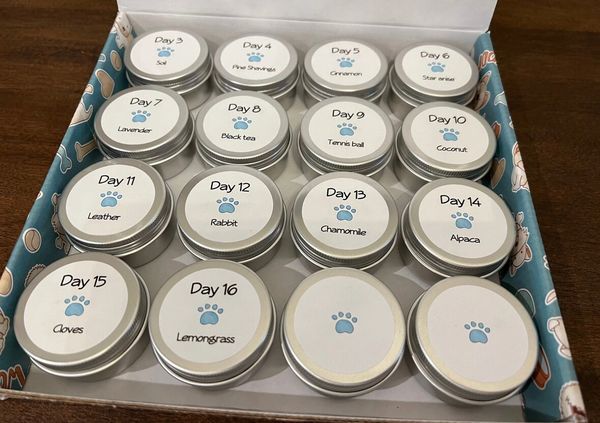 Day 3
Soil
Day 4
Pine Shavings
Day 5
Cinnamon
Day 6
Star anise
Day 7
Lavender
Day 8
Black tea
Day 9
Tennis ball
Day 10
Coconut
Day 11
Leather
Day 12
Rabbit
Day 13
Chamomile
Day 14
Alpaca
Day 15
Cloves
Day 16
Lemongrass